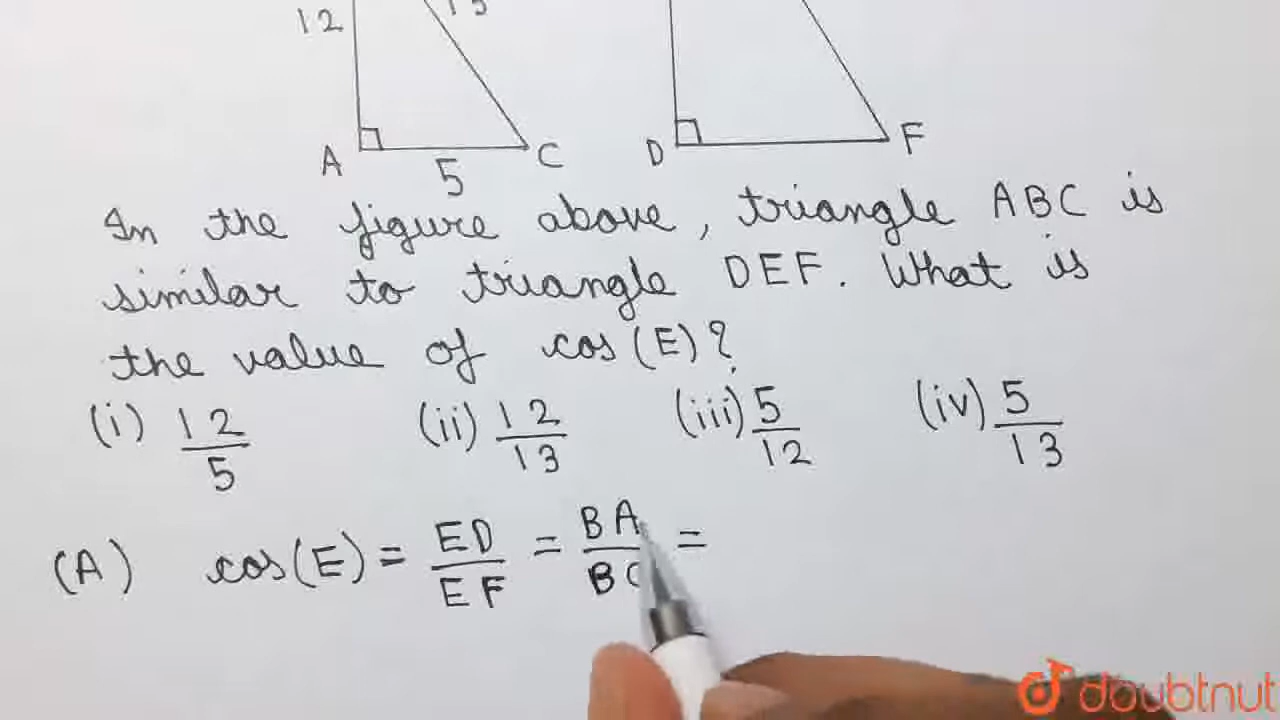 12 13
A 5 C D F
In the figure above, triangle ABC is
similar to triangle DEF. What is
the value of cos(E)?
(i) 12/5 (ii) 12/13 (iii) 5/12 (iv) 5/13
(A) cos(E) = ED/EF = BA/BC =
doubtnut